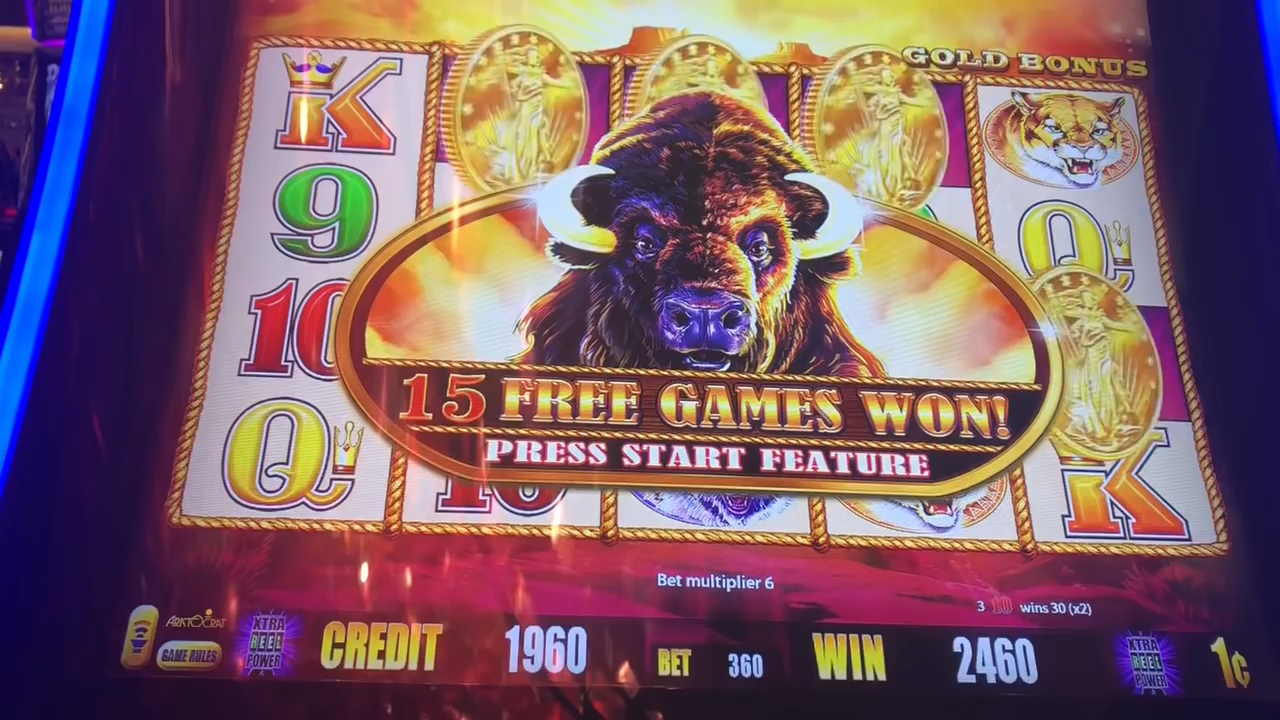 GOLD BONUS
K
9
10
Q
Q
10
K
15 FREE GAMES WON!
PRESS START FEATURE
Bet multiplier 6
3 10 wins 30 (x2)
ARISTOCRAT
GAME RULES
XTRA
REEL
POWER
CREDIT 1960
BET 360
WIN 2460
XTRA
REEL
POWER
1¢